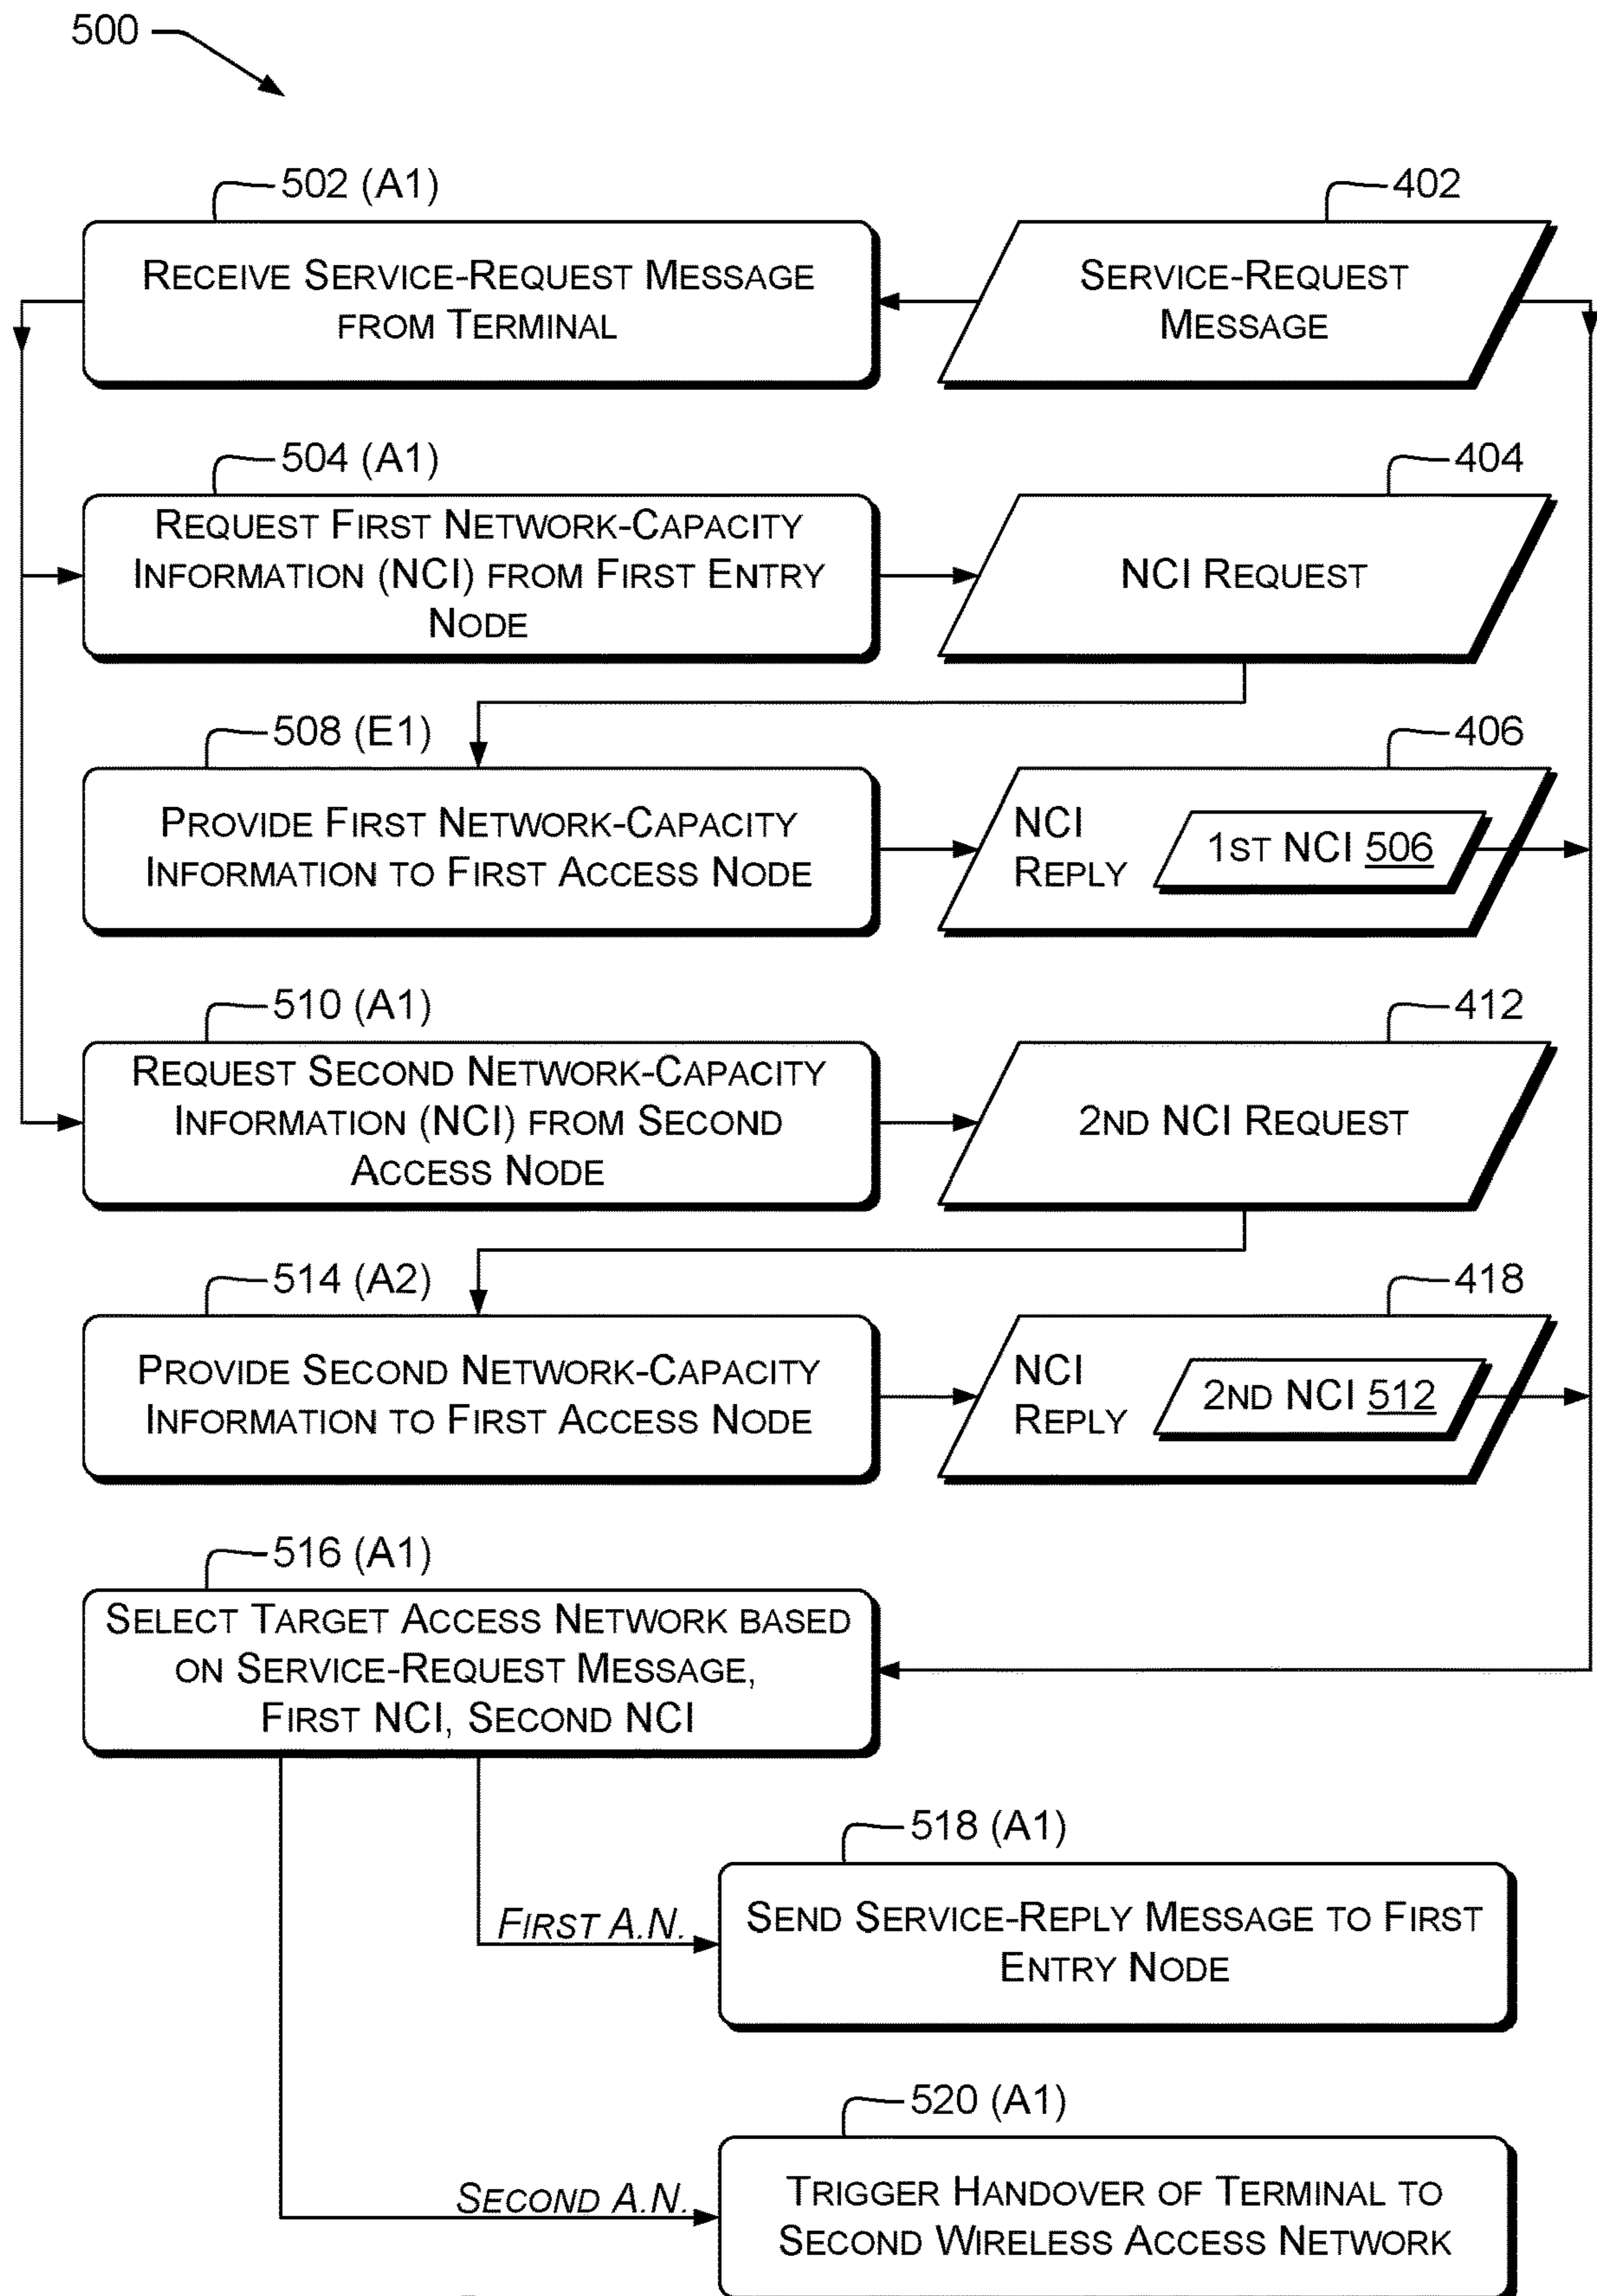 500
502 (A1)
402
Receive Service-Request Message
from Terminal
Service-Request
Message
504 (A1)
404
Request First Network-Capacity
Information (NCI) from First Entry
Node
NCI Request
508 (E1)
406
Provide First Network-Capacity
Information to First Access Node
NCI
Reply
1st NCI 506
510 (A1)
412
Request Second Network-Capacity
Information (NCI) from Second
Access Node
2nd NCI Request
514 (A2)
418
Provide Second Network-Capacity
Information to First Access Node
NCI
Reply
2nd NCI 512
516 (A1)
Select Target Access Network based
on Service-Request Message,
First NCI, Second NCI
518 (A1)
First A.N.
Send Service-Reply Message to First
Entry Node
520 (A1)
Second A.N.
Trigger Handover of Terminal to
Second Wireless Access Network